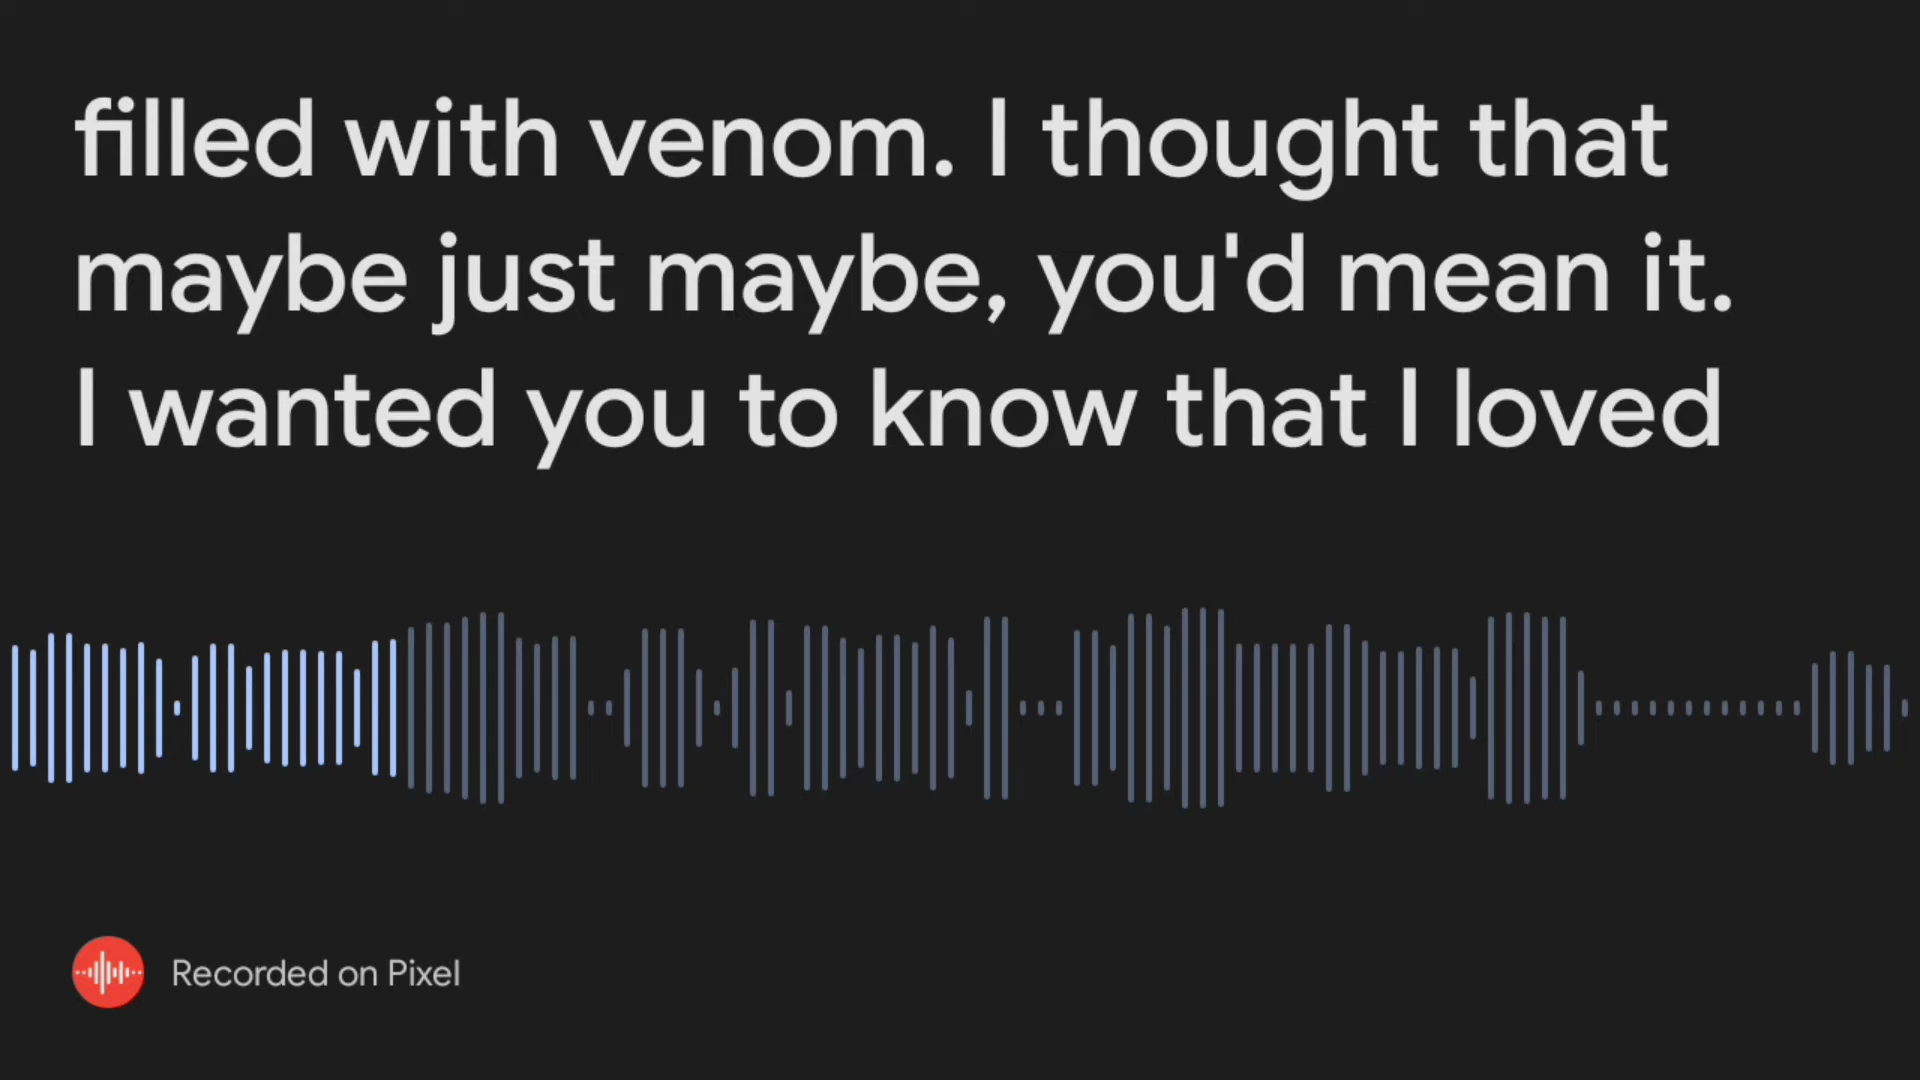 filled with venom. I thought that
maybe just maybe, you'd mean it.
I wanted you to know that I loved
Recorded on Pixel